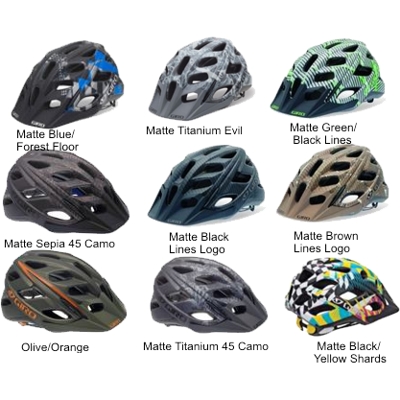 Matte Blue/
Forest Floor
Matte Titanium Evil
Matte Green/
Black Lines
Matte Sepia 45 Camo
Matte Black
Lines Logo
Matte Brown
Lines Logo
GIRO
Olive/Orange
Matte Titanium 45 Camo
Matte Black/
Yellow Shards